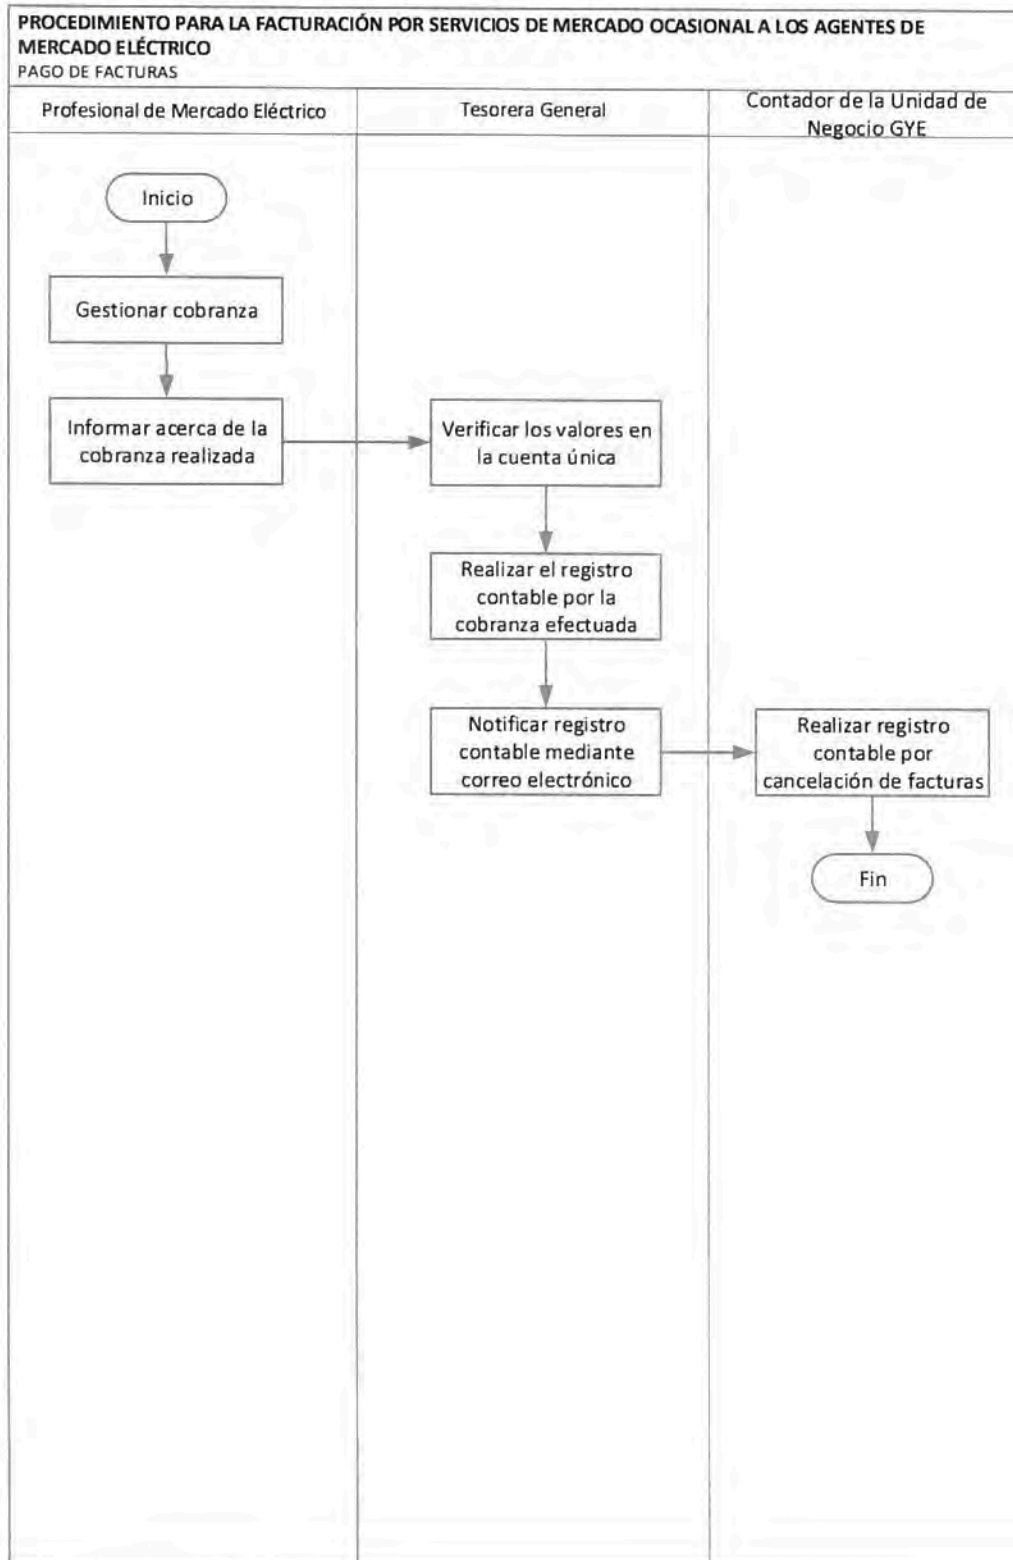 PROCEDIMIENTO PARA LA FACTURACIÓN POR SERVICIOS DE MERCADO OCASIONAL A LOS AGENTES DE
MERCADO ELÉCTRICO
PAGO DE FACTURAS
Profesional de Mercado Eléctrico
Tesorera General
Contador de la Unidad de
Negocio GYE
Inicio
Gestionar cobranza
Informar acerca de la
cobranza realizada
Verificar los valores en
la cuenta única
Realizar el registro
contable por la
cobranza efectuada
Notificar registro
contable mediante
correo electrónico
Realizar registro
contable por
cancelación de facturas
Fin